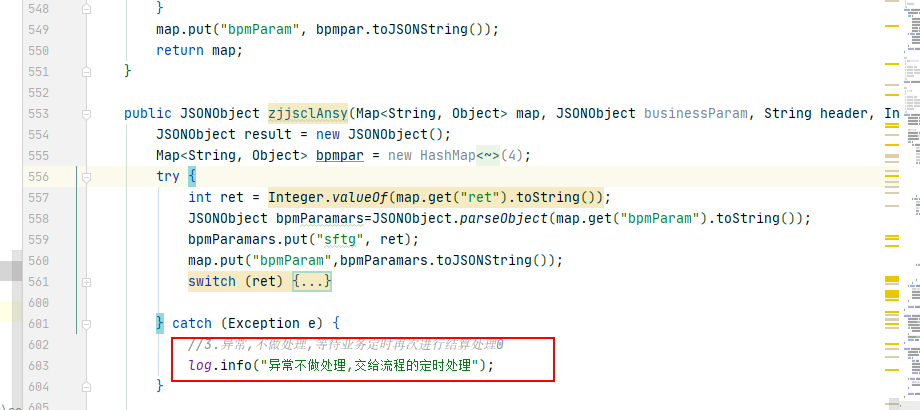 548 }
549 map.put("bpmParam", bpmpar.toJSONString());
550 return map;
551 }
552
553 public JSONObject zjjsclAnsy(Map<String, Object> map, JSONObject businessParam, String header, In
554 JSONObject result = new JSONObject();
555 Map<String, Object> bpmpar = new HashMap<~>(4);
556 try {
557 int ret = Integer.valueOf(map.get("ret").toString());
558 JSONObject bpmParamars=JSONObject.parseObject(map.get("bpmParam").toString());
559 bpmParamars.put("sftg", ret);
560 map.put("bpmParam",bpmParamars.toJSONString());
561 switch (ret) {...}
600
601 } catch (Exception e) {
602 //3.异常,不做处理,等待业务定时再次进行结算处理0
603 log.info("异常不做处理,交给流程的定时处理");
604 }
605